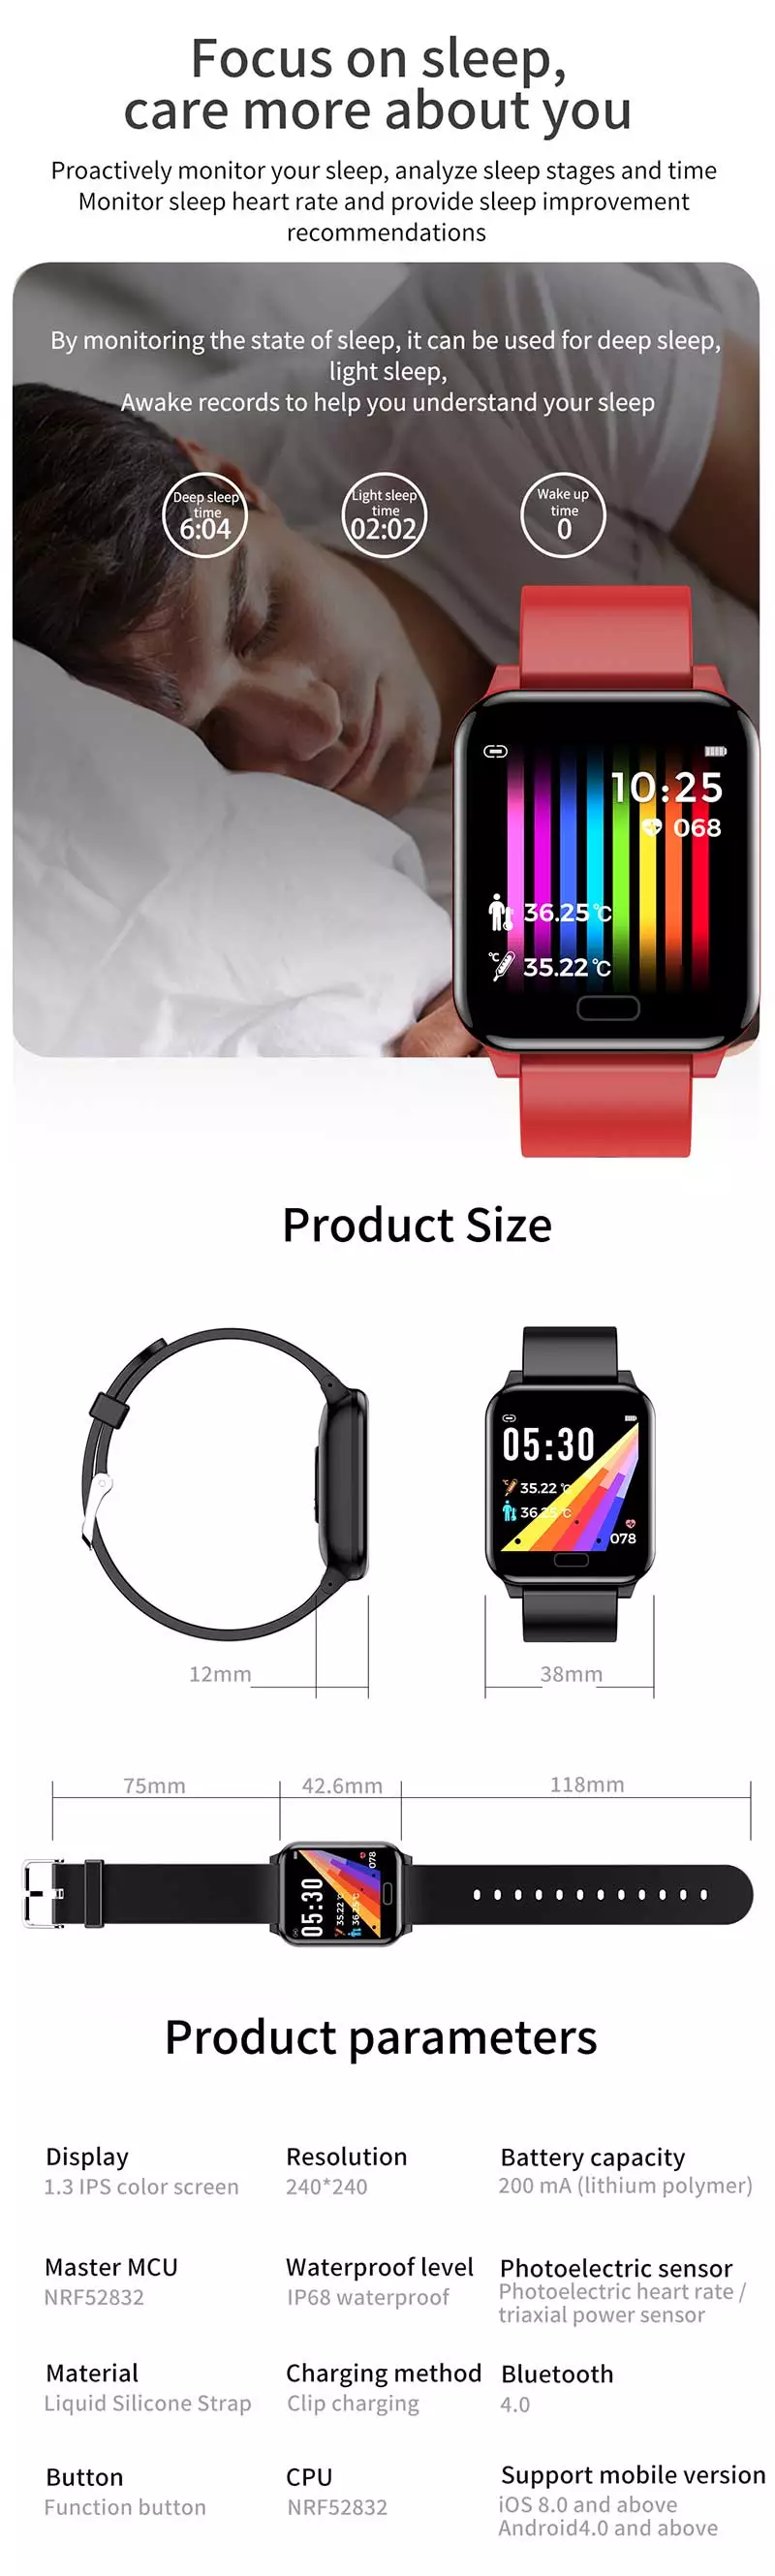 Focus on sleep,
care more about you
Proactively monitor your sleep, analyze sleep stages and time
Monitor sleep heart rate and provide sleep improvement
recommendations
By monitoring the state of sleep, it can be used for deep sleep,
light sleep,
Awake records to help you understand your sleep
Deep sleep
time
6:04
Light sleep
time
02:02
Wake up
time
0
10:25
068
36.25℃
℃
35.22℃
Product Size
05:30
35.22 ℃
36.25℃
078
12mm
38mm
75mm
42.6mm
118mm
05:30
35.22 ℃
36.25
078
Product parameters
Display
1.3 IPS color screen
Resolution
240*240
Battery capacity
200 mA (lithium polymer)
Master MCU
NRF52832
Waterproof level
IP68 waterproof
Photoelectric sensor
Photoelectric heart rate /
triaxial power sensor
Material
Liquid Silicone Strap
Charging method
Clip charging
Bluetooth
4.0
Button
Function button
CPU
NRF52832
Support mobile version
iOS 8.0 and above
Android4.0 and above